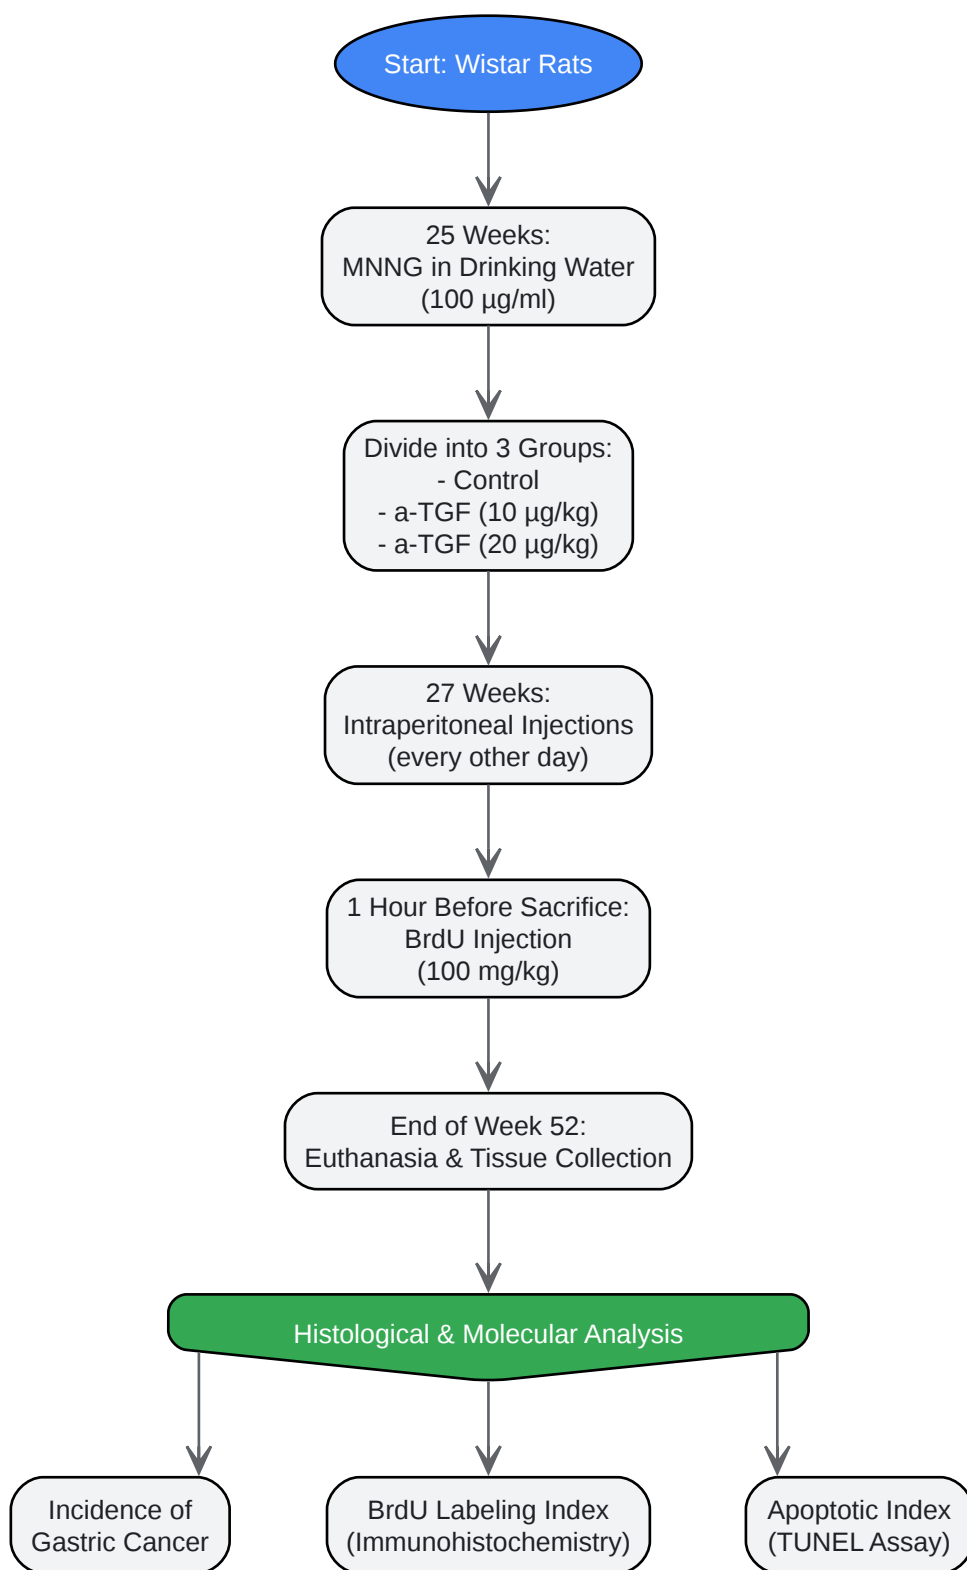 Start: Wistar Rats
25 Weeks:
MNNG in Drinking Water
(100 µg/ml)
Divide into 3 Groups:
- Control
- a-TGF (10 µg/kg)
- a-TGF (20 µg/kg)
27 Weeks:
Intraperitoneal Injections
(every other day)
1 Hour Before Sacrifice:
BrdU Injection
(100 mg/kg)
End of Week 52:
Euthanasia & Tissue Collection
Histological & Molecular Analysis
Incidence of
Gastric Cancer
BrdU Labeling Index
(Immunohistochemistry)
Apoptotic Index
(TUNEL Assay)